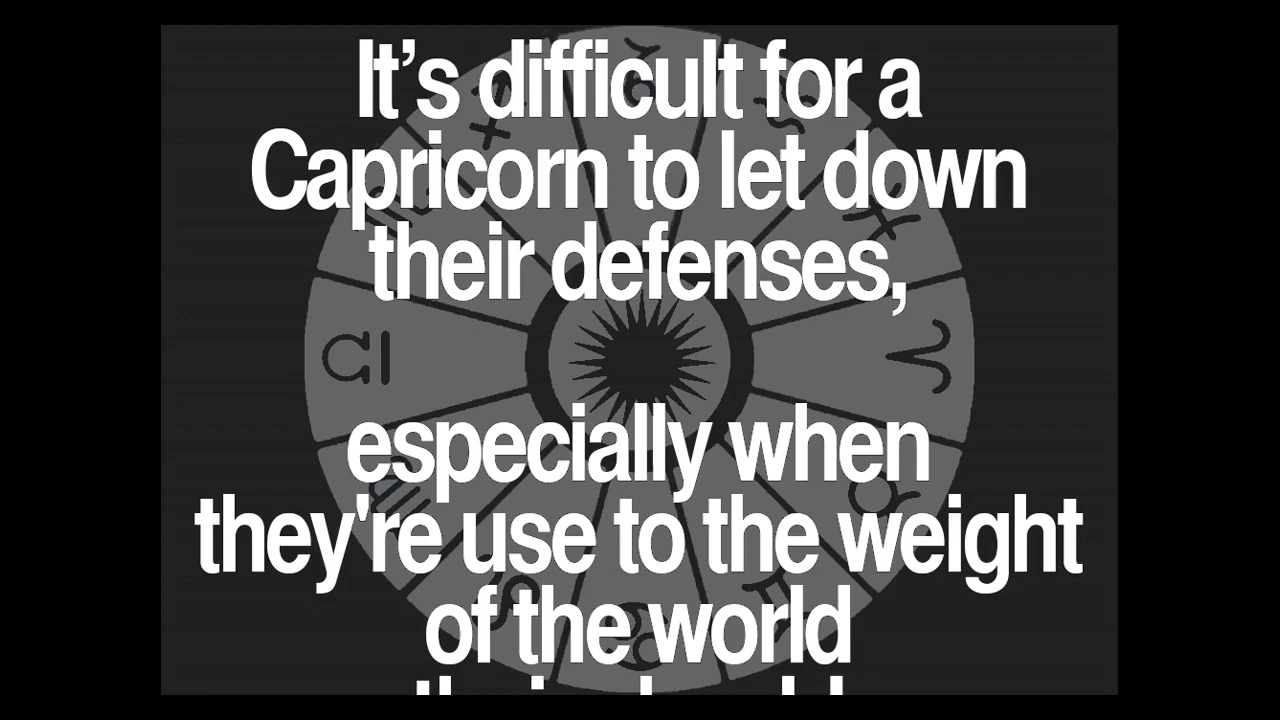 It’s difficult for a
Capricorn to let down
their defenses,
especially when
they're use to the weight
of the world